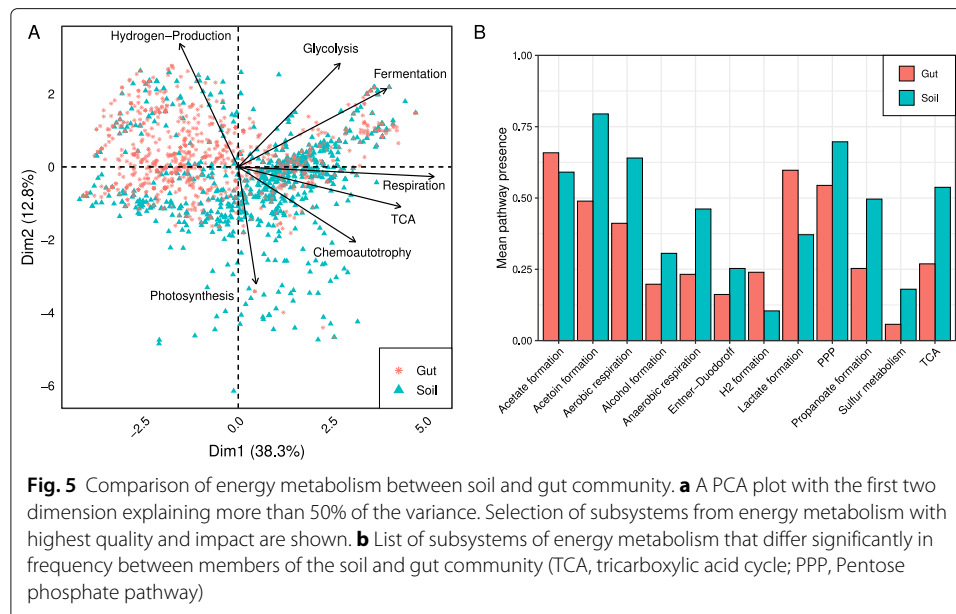 A
Hydrogen−Production
Glycolysis
Fermentation
Respiration
TCA
Chemoautotrophy
Photosynthesis
Dim2 (12.8%)
2
0
−2
−4
−6
−2.5
0.0
2.5
5.0
Dim1 (38.3%)
Gut
Soil
B
Mean pathway presence
1.00
0.75
0.50
0.25
0.00
Gut
Soil
Acetate formation
Acetoin formation
Aerobic respiration
Alcohol formation
Anaerobic respiration
Entner−Duodoroff
H2 formation
Lactate formation
PPP
Propanoate formation
Sulfur metabolism
TCA
Fig. 5 Comparison of energy metabolism between soil and gut community. a A PCA plot with the first two
dimension explaining more than 50% of the variance. Selection of subsystems from energy metabolism with
highest quality and impact are shown. b List of subsystems of energy metabolism that differ significantly in
frequency between members of the soil and gut community (TCA, tricarboxylic acid cycle; PPP, Pentose
phosphate pathway)